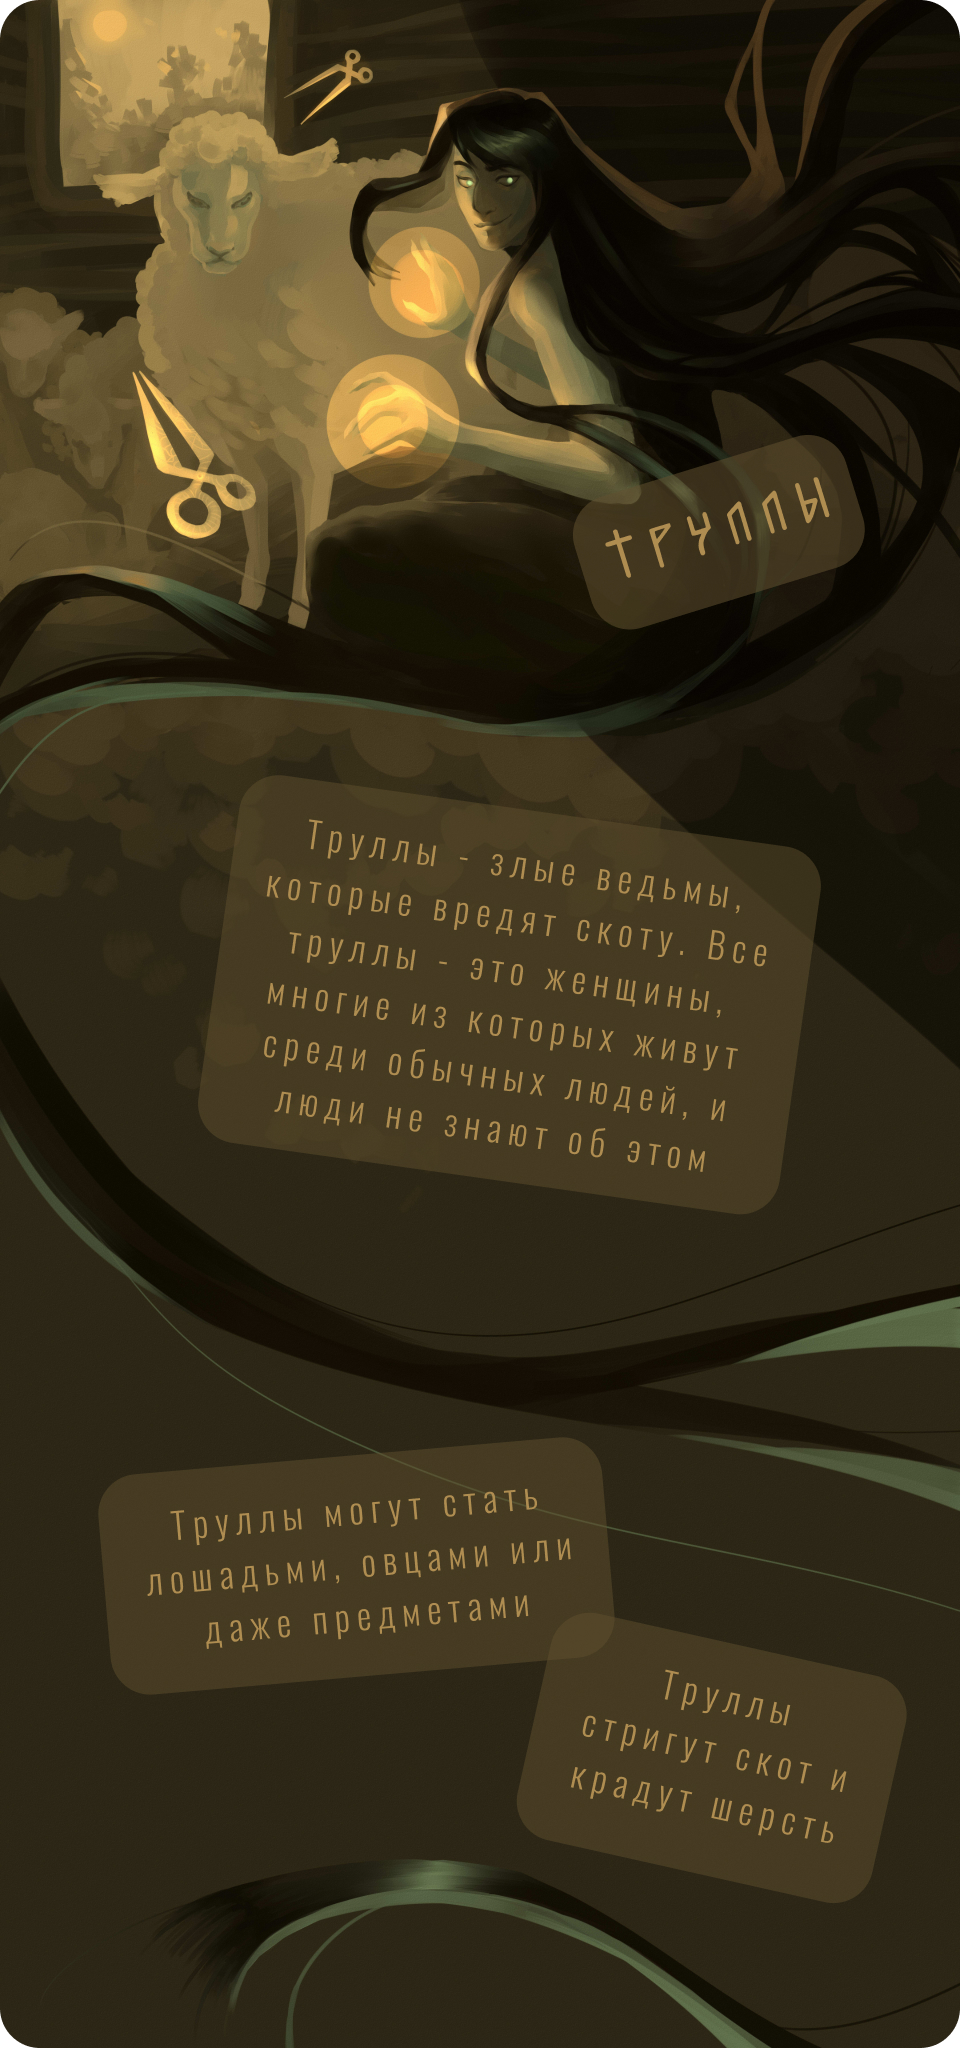 ТРУЛЛЫ
Труллы - злые ведьмы,
которые вредят скоту. Все
труллы - это женщины,
многие из которых живут
среди обычных людей, и
люди не знают об этом
Труллы могут стать
лошадьми, овцами или
даже предметами
Труллы
стригут скот и
крадут шерсть